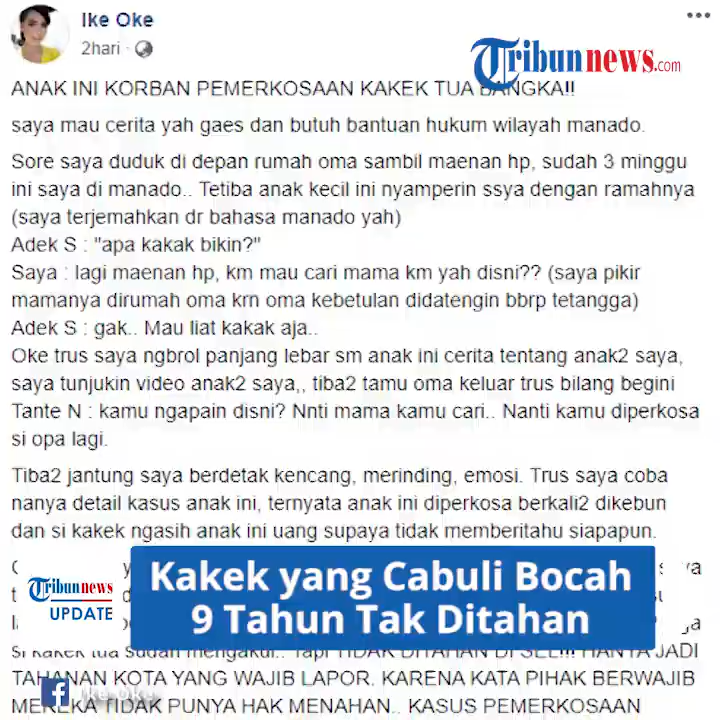 Ike Oke
2hari
Tribunnews.com
ANAK INI KORBAN PEMERKOSAAN KAKEK TUA BANGKA!!
saya mau cerita yah gaes dan butuh bantuan hukum wilayah manado.
Sore saya duduk di depan rumah oma sambil maenan hp, sudah 3 minggu
ini saya di manado.. Tetiba anak kecil ini nyamperin ssya dengan ramahnya
(saya terjemahkan dr bahasa manado yah)
Adek S : "apa kakak bikin?"
Saya : lagi maenan hp, km mau cari mama km yah disni?? (saya pikir
mamanya dirumah oma krn oma kebetulan didatengin bbrp tetangga)
Adek S : gak.. Mau liat kakak aja..
Oke trus saya ngbrol panjang lebar sm anak ini cerita tentang anak2 saya,
saya tunjukin video anak2 saya,, tiba2 tamu oma keluar trus bilang begini
Tante N : kamu ngapain disni? Nnti mama kamu cari.. Nanti kamu diperkosa
si opa lagi.
Tiba2 jantung saya berdetak kencang, merinding, emosi. Trus saya coba
nanya detail kasus anak ini, ternyata anak ini diperkosa berkali2 dikebun
dan si kakek ngasih anak ini uang supaya tidak memberitahu siapapun.
Tribunnews
UPDATE
Kakek yang Cabuli Bocah
9 Tahun Tak Ditahan
si kakek tua sudah mengakui.. Tapi TIDAK DITAHAN DI SEL!!! HANYA JADI
TAHANAN KOTA YANG WAJIB LAPOR. KARENA KATA PIHAK BERWAJIB
Ike Oke
MEREKA TIDAK PUNYA HAK MENAHAN.. KASUS PEMERKOSAAN